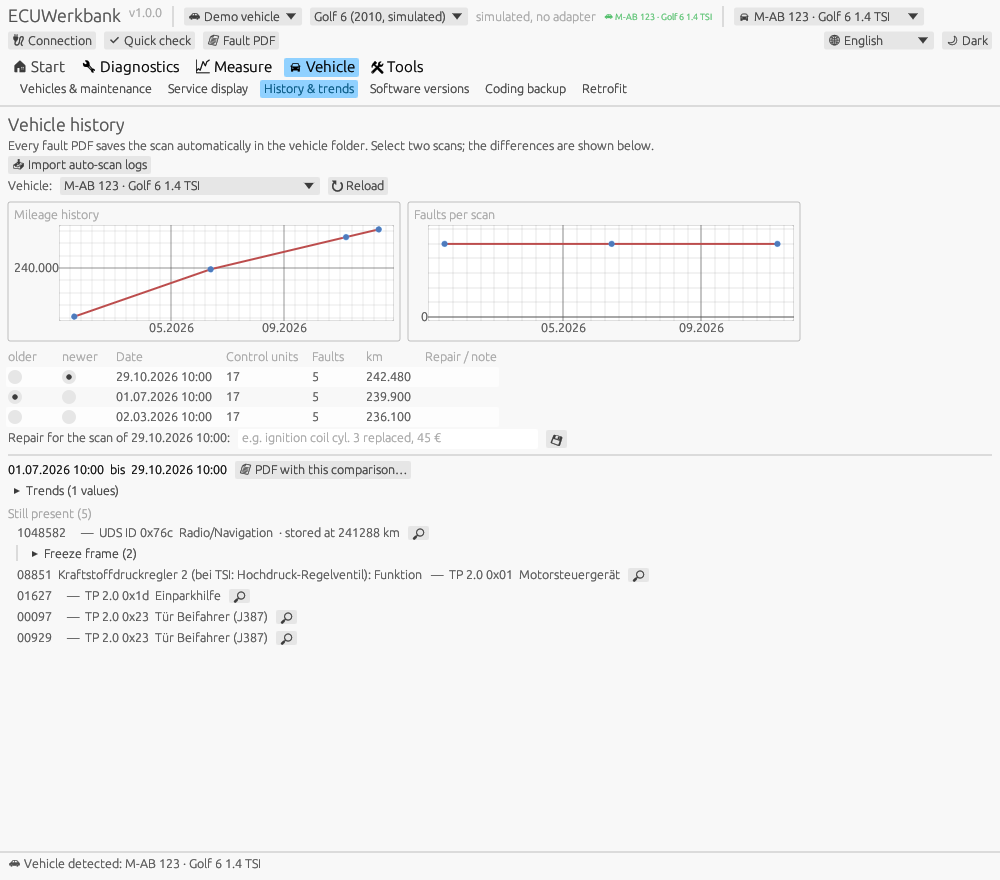 ECUWerkbank v1.0.0 Demo vehicle Golf 6 (2010, simulated) simulated, no adapter M-AB 123 · Golf 6 1.4 TSI M-AB 123 · Golf 6 1.4 TSI
Connection Quick check Fault PDF English Dark
Start Diagnostics Measure Vehicle Tools
Vehicles & maintenance Service display History & trends Software versions Coding backup Retrofit
Vehicle history
Every fault PDF saves the scan automatically in the vehicle folder. Select two scans; the differences are shown below.
Import auto-scan logs
Vehicle: M-AB 123 · Golf 6 1.4 TSI Reload
Mileage history
240.000
05.2026 09.2026
Faults per scan
0
05.2026 09.2026
older newer Date Control units Faults km Repair / note
29.10.2026 10:00 17 5 242.480
01.07.2026 10:00 17 5 239.900
02.03.2026 10:00 17 5 236.100
Repair for the scan of 29.10.2026 10:00: e.g. ignition coil cyl. 3 replaced, 45 €
01.07.2026 10:00 bis 29.10.2026 10:00 PDF with this comparison...
Trends (1 values)
Still present (5)
1048582 — UDS ID 0x76c Radio/Navigation · stored at 241288 km
Freeze frame (2)
08851 Kraftstoffdruckregler 2 (bei TSI: Hochdruck-Regelventil): Funktion — TP 2.0 0x01 Motorsteuergerät
01627 — TP 2.0 0x1d Einparkhilfe
00097 — TP 2.0 0x23 Tür Beifahrer (J387)
00929 — TP 2.0 0x23 Tür Beifahrer (J387)
Vehicle detected: M-AB 123 · Golf 6 1.4 TSI